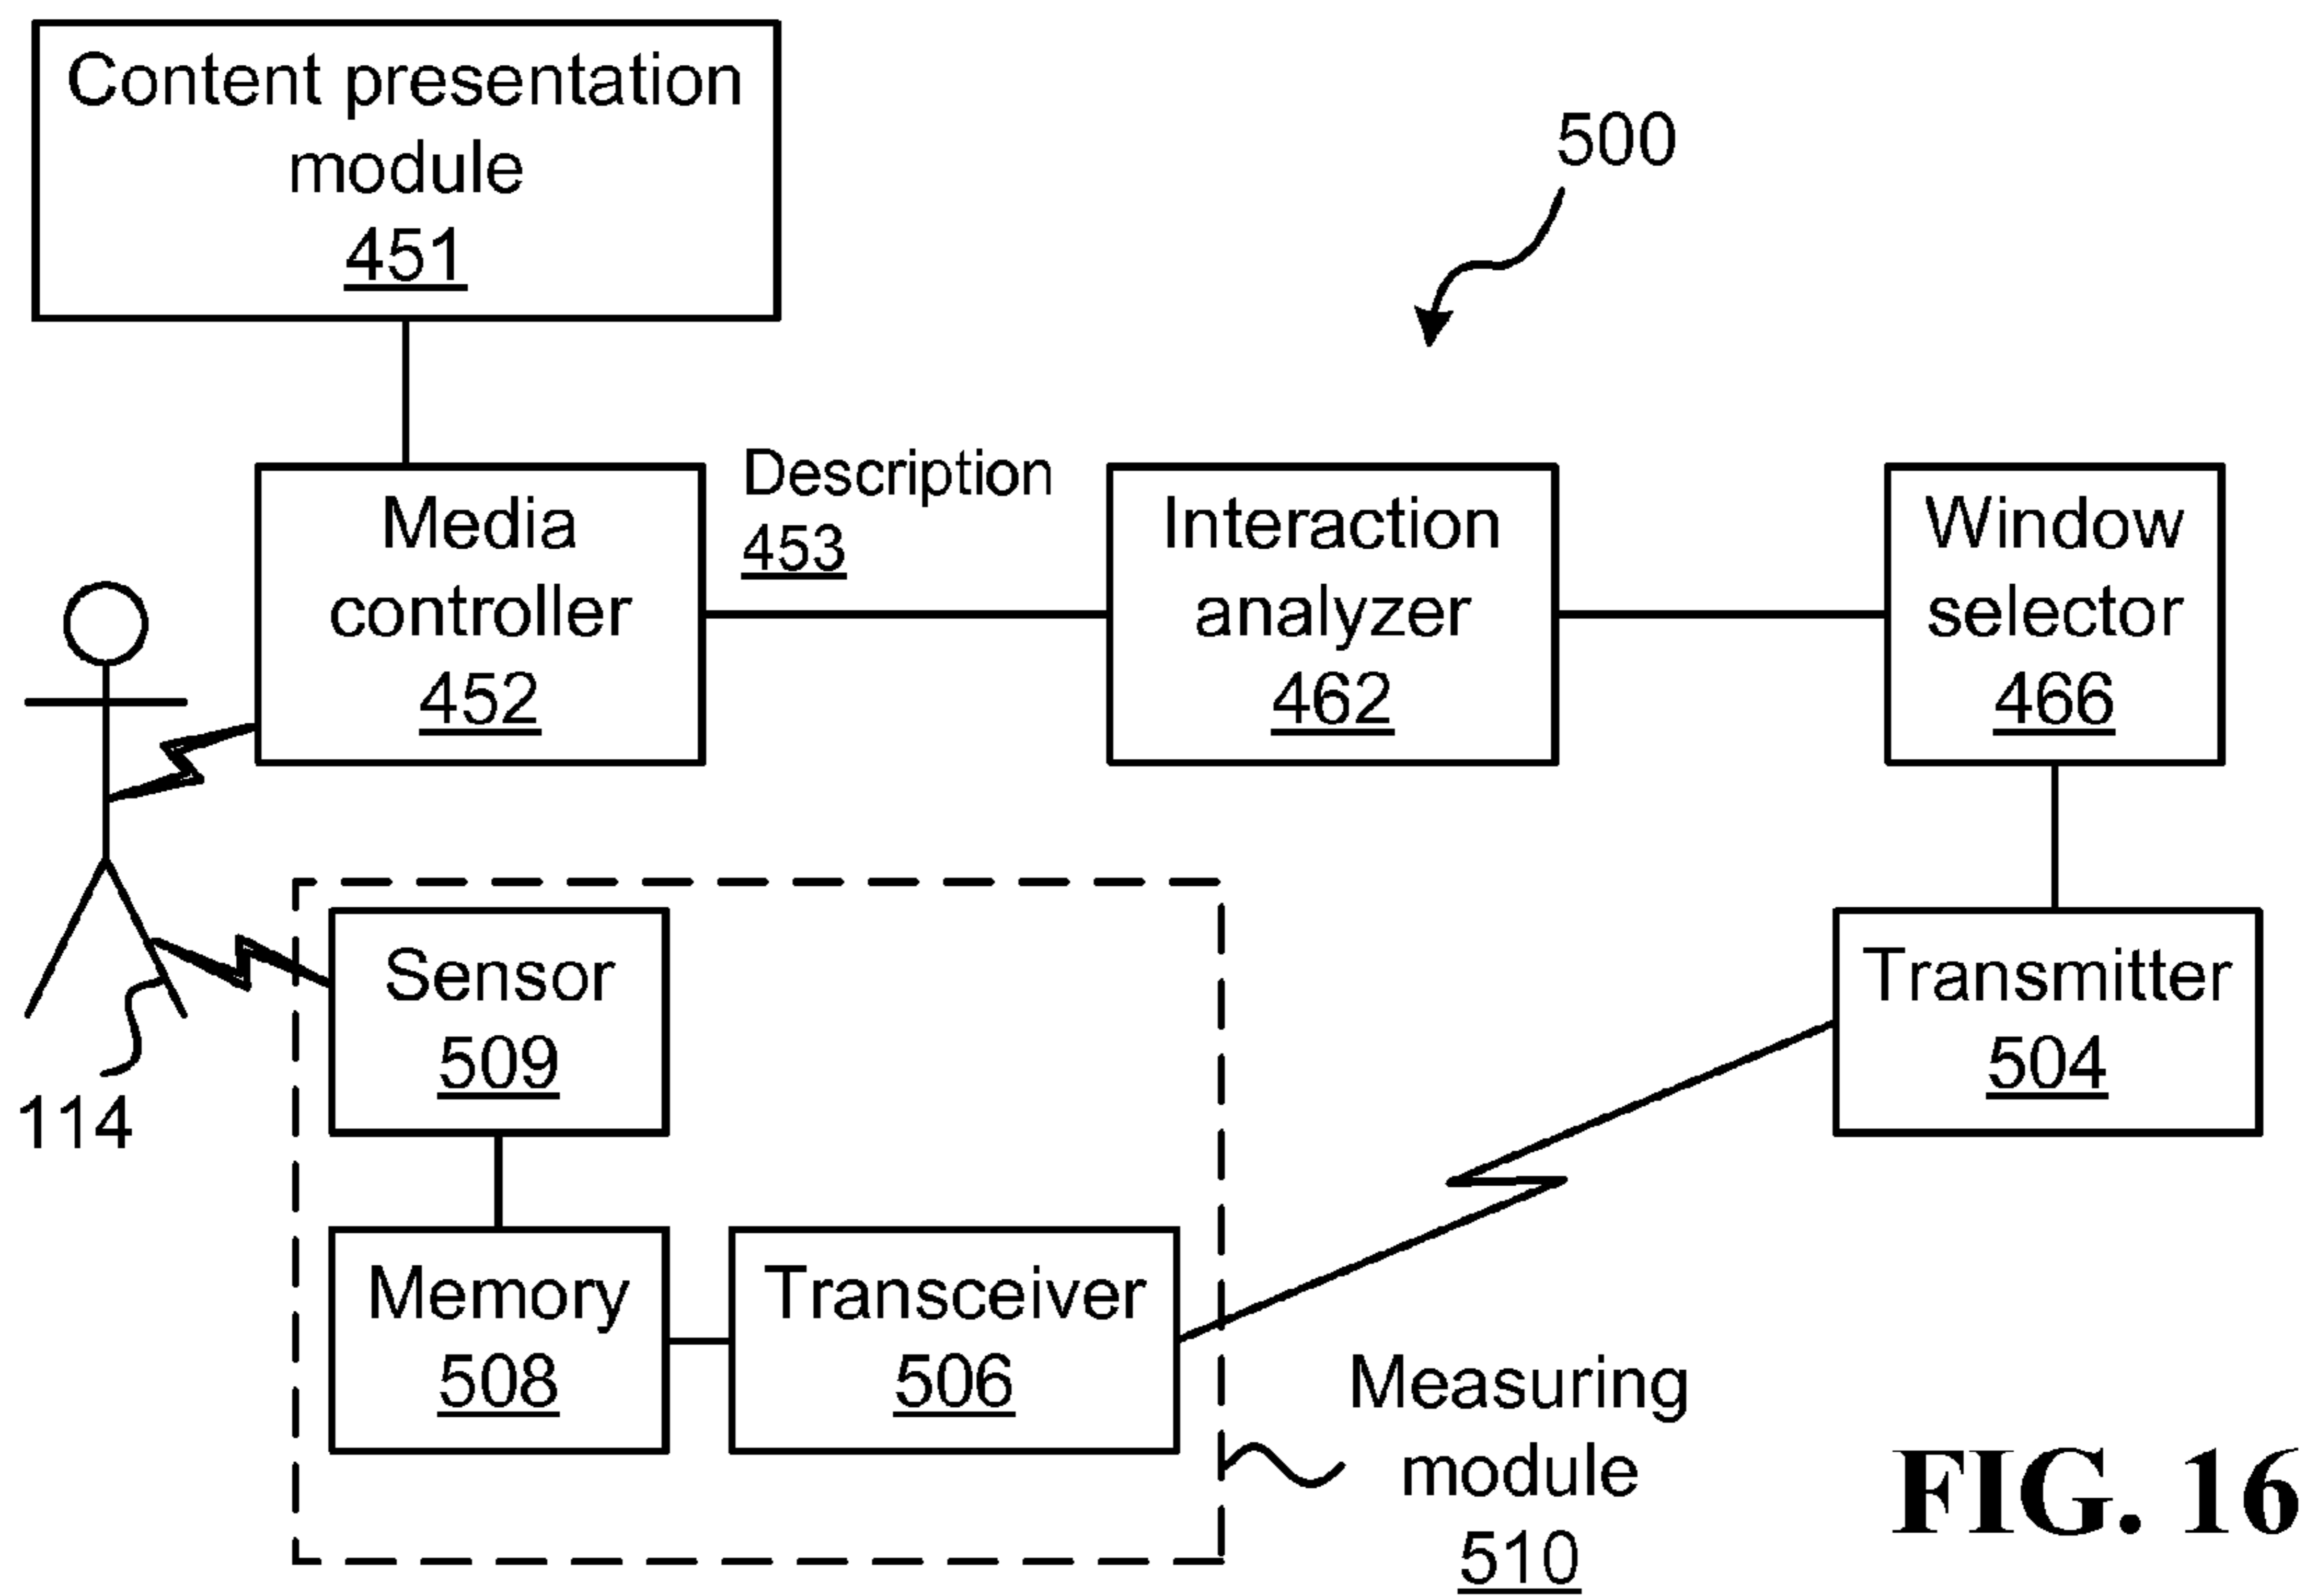 Content presentation
module
451
500
Media
controller
452
Description
453
Interaction
analyzer
462
Window
selector
466
Sensor
509
Transmitter
504
114
Memory
508
Transceiver
506
Measuring
module
510
FIG. 16